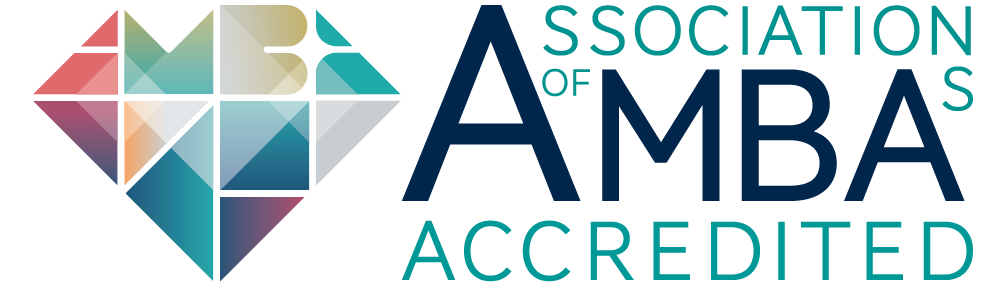 ASSOCIATION
OF AMBAS
ACCREDITED